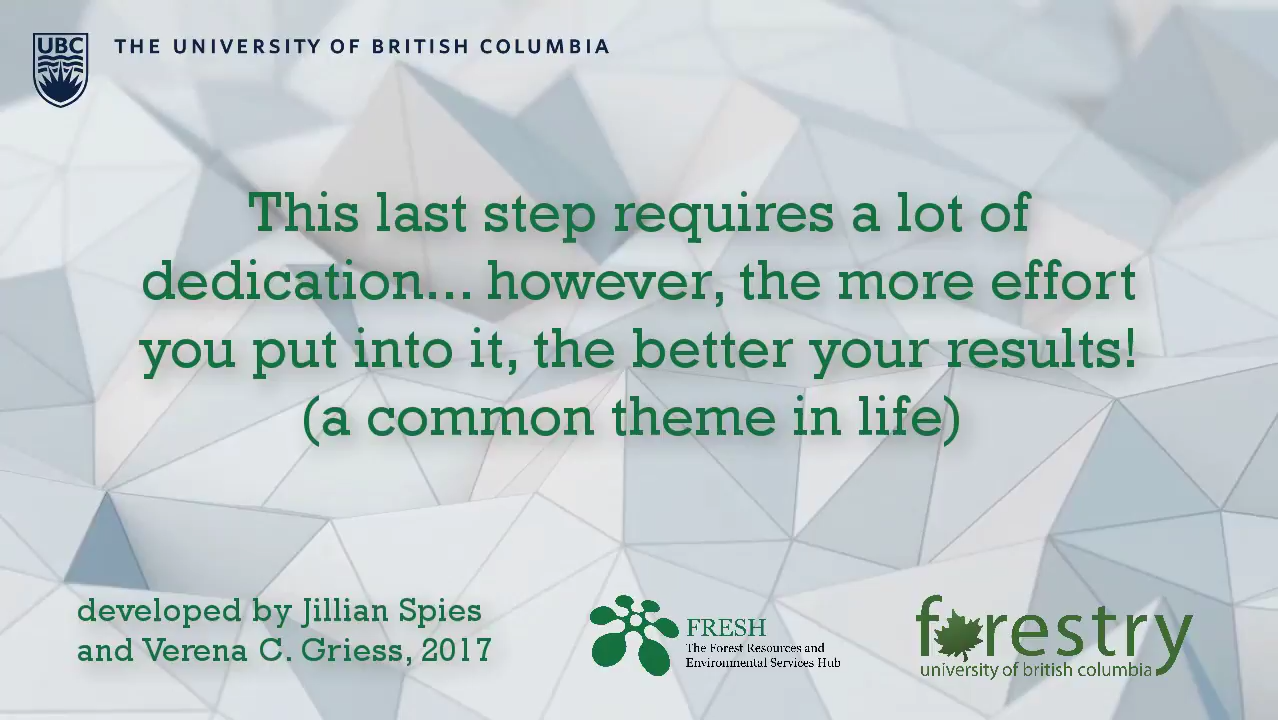 UBC
THE UNIVERSITY OF BRITISH COLUMBIA
This last step requires a lot of
dedication... however, the more effort
you put into it, the better your results!
(a common theme in life)
developed by Jillian Spies
and Verena C. Griess, 2017
FRESH
The Forest Resources and
Environmental Services Hub
forestry
university of british columbia